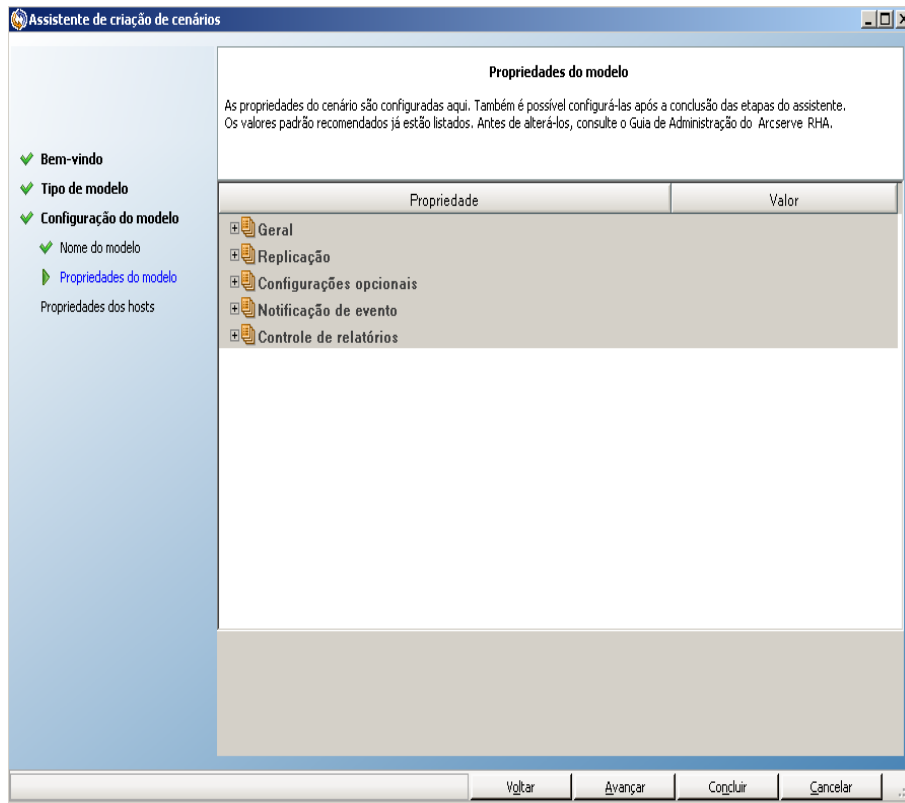 Assistente de criação de cenários
Propriedades do modelo
As propriedades do cenário são configuradas aqui. Também é possível configurá-las após a conclusão das etapas do assistente.
Os valores padrão recomendados já estão listados. Antes de alterá-los, consulte o Guia de Administração do Arcserve RHA.
Bem-vindo
Tipo de modelo
Configuração do modelo
Nome do modelo
Propriedades do modelo
Propriedades dos hosts
Propriedade Valor
Geral
Replicação
Configurações opcionais
Notificação de evento
Controle de relatórios
Voltar Avançar Concluir Cancelar